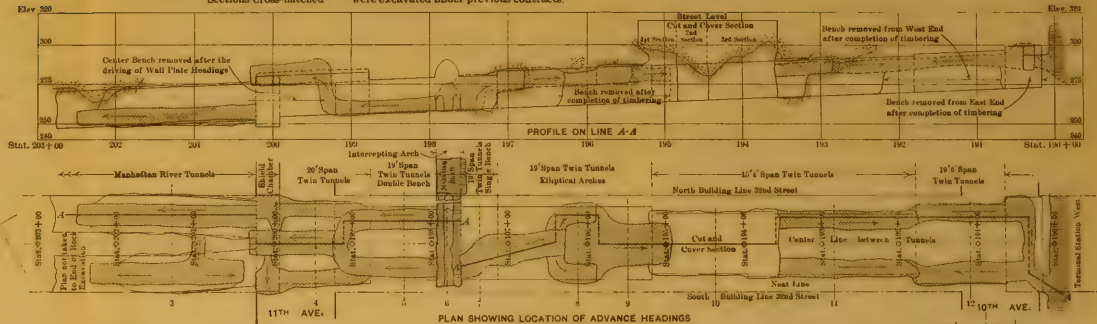 Sections Cross-hatched were excavated under previous contracts.
Elev. 320
Elev. 320
Street Level
Cut and Cover Section
1st Section
2nd Section
3rd Section
Bench removed from West End
after completion of timbering
300
300
Center Bench removed after the
driving of Wall Plate Headings
275
275
Bench removed after
completion of timbering
Bench removed from East End
after completion of timbering
240
240
PROFILE ON LINE A-A
Stat. 203+00
202
201
200
199
198
197
196
195
194
193
192
191
Stat. 190+00
Intercepting Arch
Manhattan River Tunnels
Shield Chamber
20' Span
Twin Tunnels
19' Span
Twin Tunnels
Double Bench
19' Span
Twin Tunnels
Single Bench
19' Span Twin Tunnels
Elliptical Arches
15'4" Span Twin Tunnels
19'6" Span
Twin Tunnels
North Building Line 32nd Street
A
A
Plan not taken
to End of Rock
Excavation
Cut and
Cover Section
Center Line between Tunnels
Neat Line
South Building Line 32nd Street
Terminal Station West
3
4
5
6
7
8
9
10
11
12
11TH AVE.
10TH AVE.
PLAN SHOWING LOCATION OF ADVANCE HEADINGS